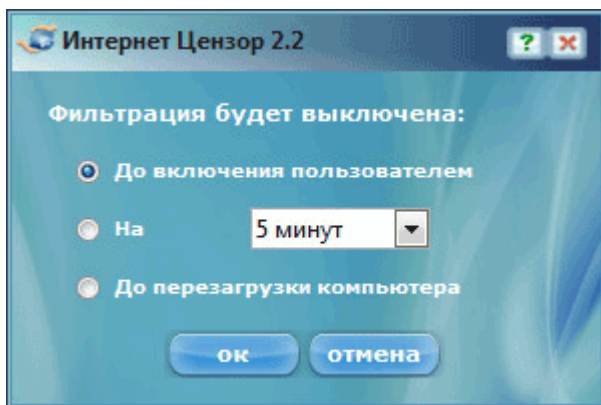 Интернет Цензор 2.2
?
Фильтрация будет выключена:
До включения пользователем
На 5 минут
До перезагрузки компьютера
ок отмена